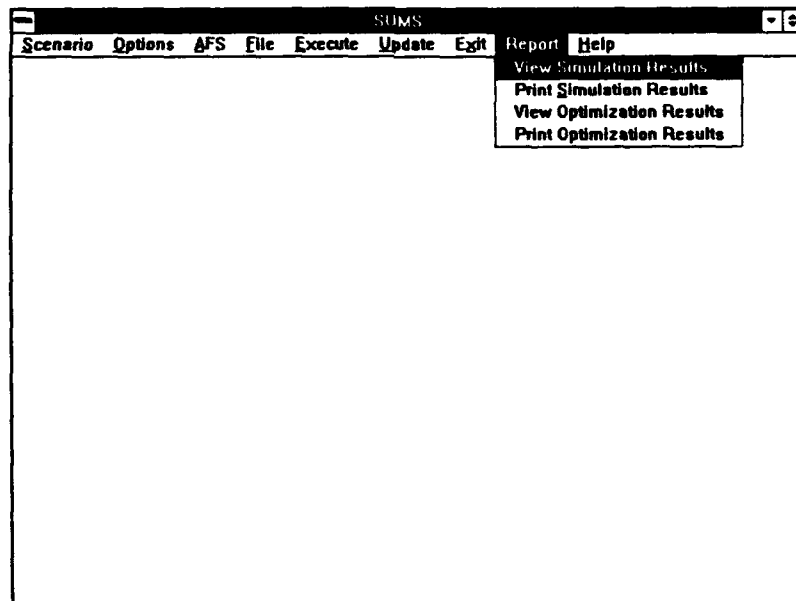 SUMS
Scenario Options AFS File Execute Update Exit Report Help
View Simulation Results
Print Simulation Results
View Optimization Results
Print Optimization Results